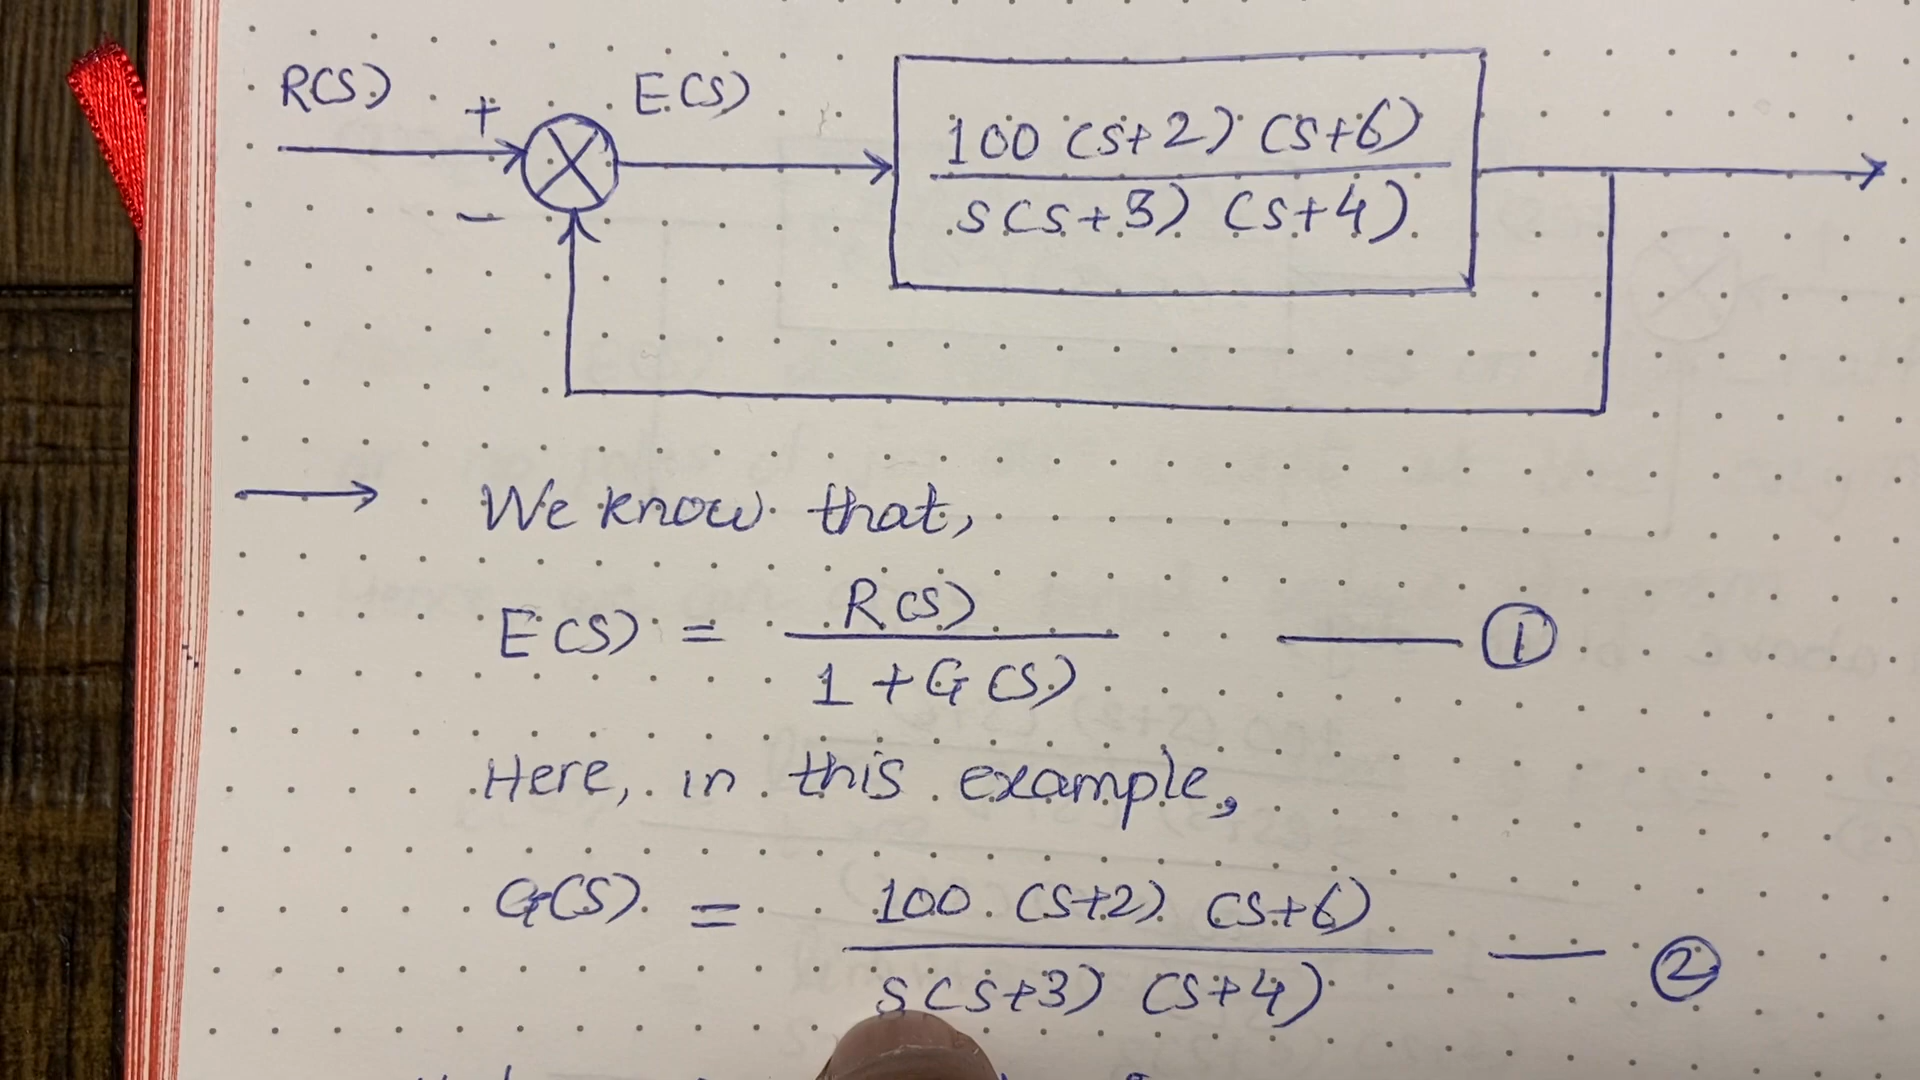 R(S) + E(S)
100 (S+2) (S+6)
S(S+3) (S+4)
−
We know that,
E(S) = R(S)
1 + G(S) — 1
Here, in this example,
G(S) = 100 (S+2) (S+6)
S(S+3) (S+4) — 2